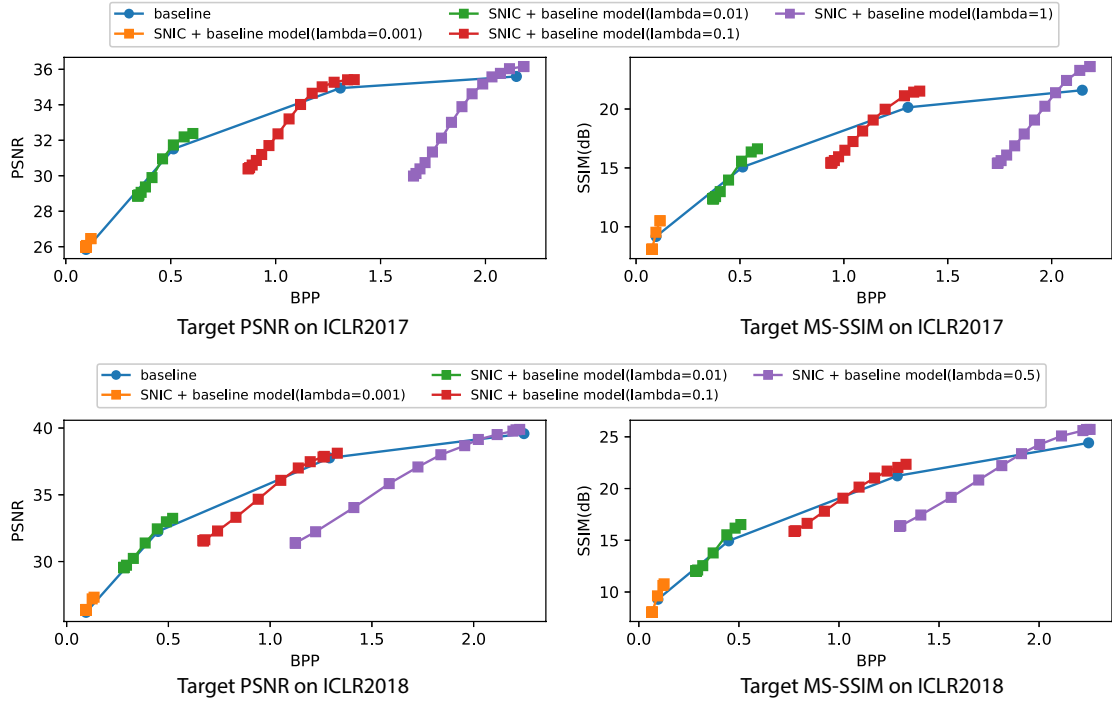 baseline
SNIC + baseline model(lambda=0.001)
SNIC + baseline model(lambda=0.01)
SNIC + baseline model(lambda=0.1)
SNIC + baseline model(lambda=1)
PSNR
36
34
32
30
28
26
0.0 0.5 1.0 1.5 2.0
BPP
Target PSNR on ICLR2017
SSIM(dB)
20
15
10
0.0 0.5 1.0 1.5 2.0
BPP
Target MS-SSIM on ICLR2017
baseline
SNIC + baseline model(lambda=0.001)
SNIC + baseline model(lambda=0.01)
SNIC + baseline model(lambda=0.1)
SNIC + baseline model(lambda=0.5)
PSNR
40
35
30
0.0 0.5 1.0 1.5 2.0
BPP
Target PSNR on ICLR2018
SSIM(dB)
25
20
15
10
0.0 0.5 1.0 1.5 2.0
BPP
Target MS-SSIM on ICLR2018